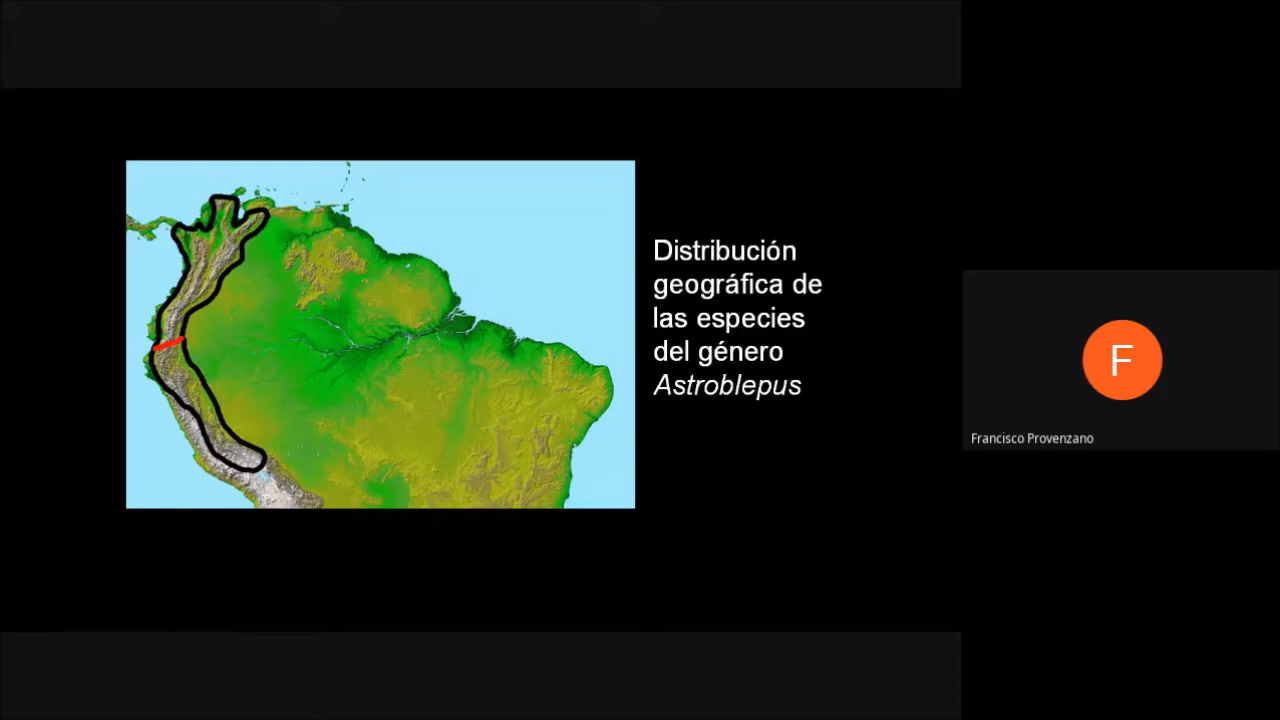 Distribución
geográfica de
las especies
del género
Astroblepus
F
Francisco Provenzano